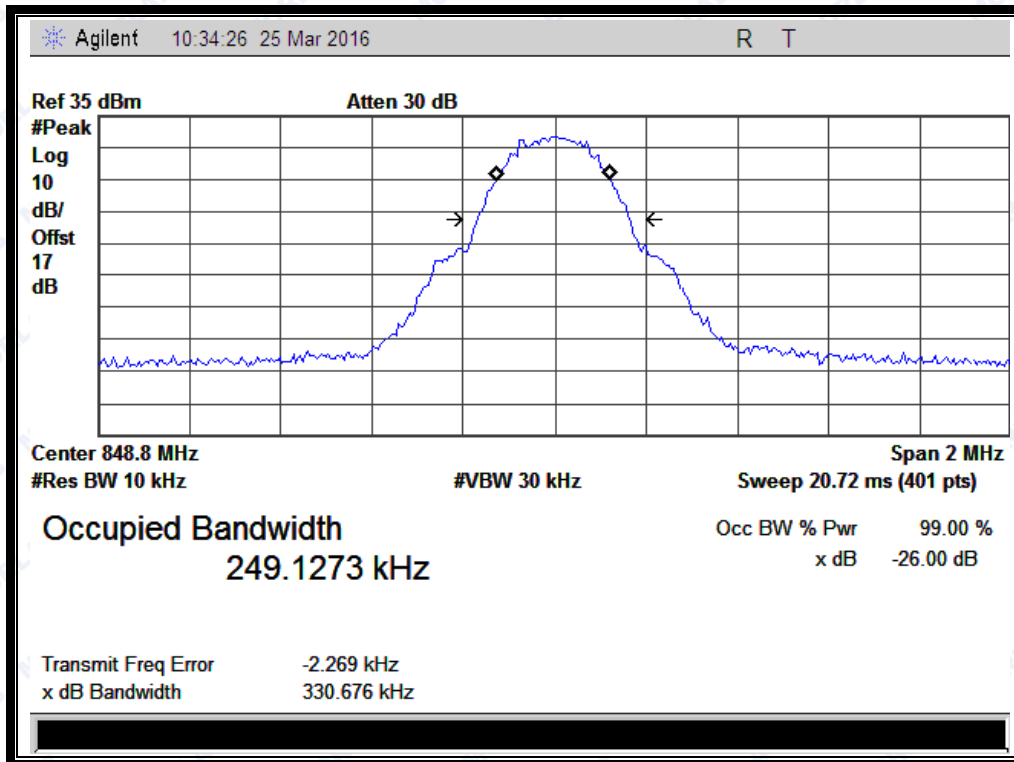 Agilent 10:34:26 25 Mar 2016 R T
Ref 35 dBm Atten 30 dB
#Peak
Log
10
dB/
Offst
17
dB
Center 848.8 MHz Span 2 MHz
#Res BW 10 kHz #VBW 30 kHz Sweep 20.72 ms (401 pts)
Occupied Bandwidth Occ BW % Pwr 99.00 %
249.1273 kHz x dB -26.00 dB
Transmit Freq Error -2.269 kHz
x dB Bandwidth 330.676 kHz